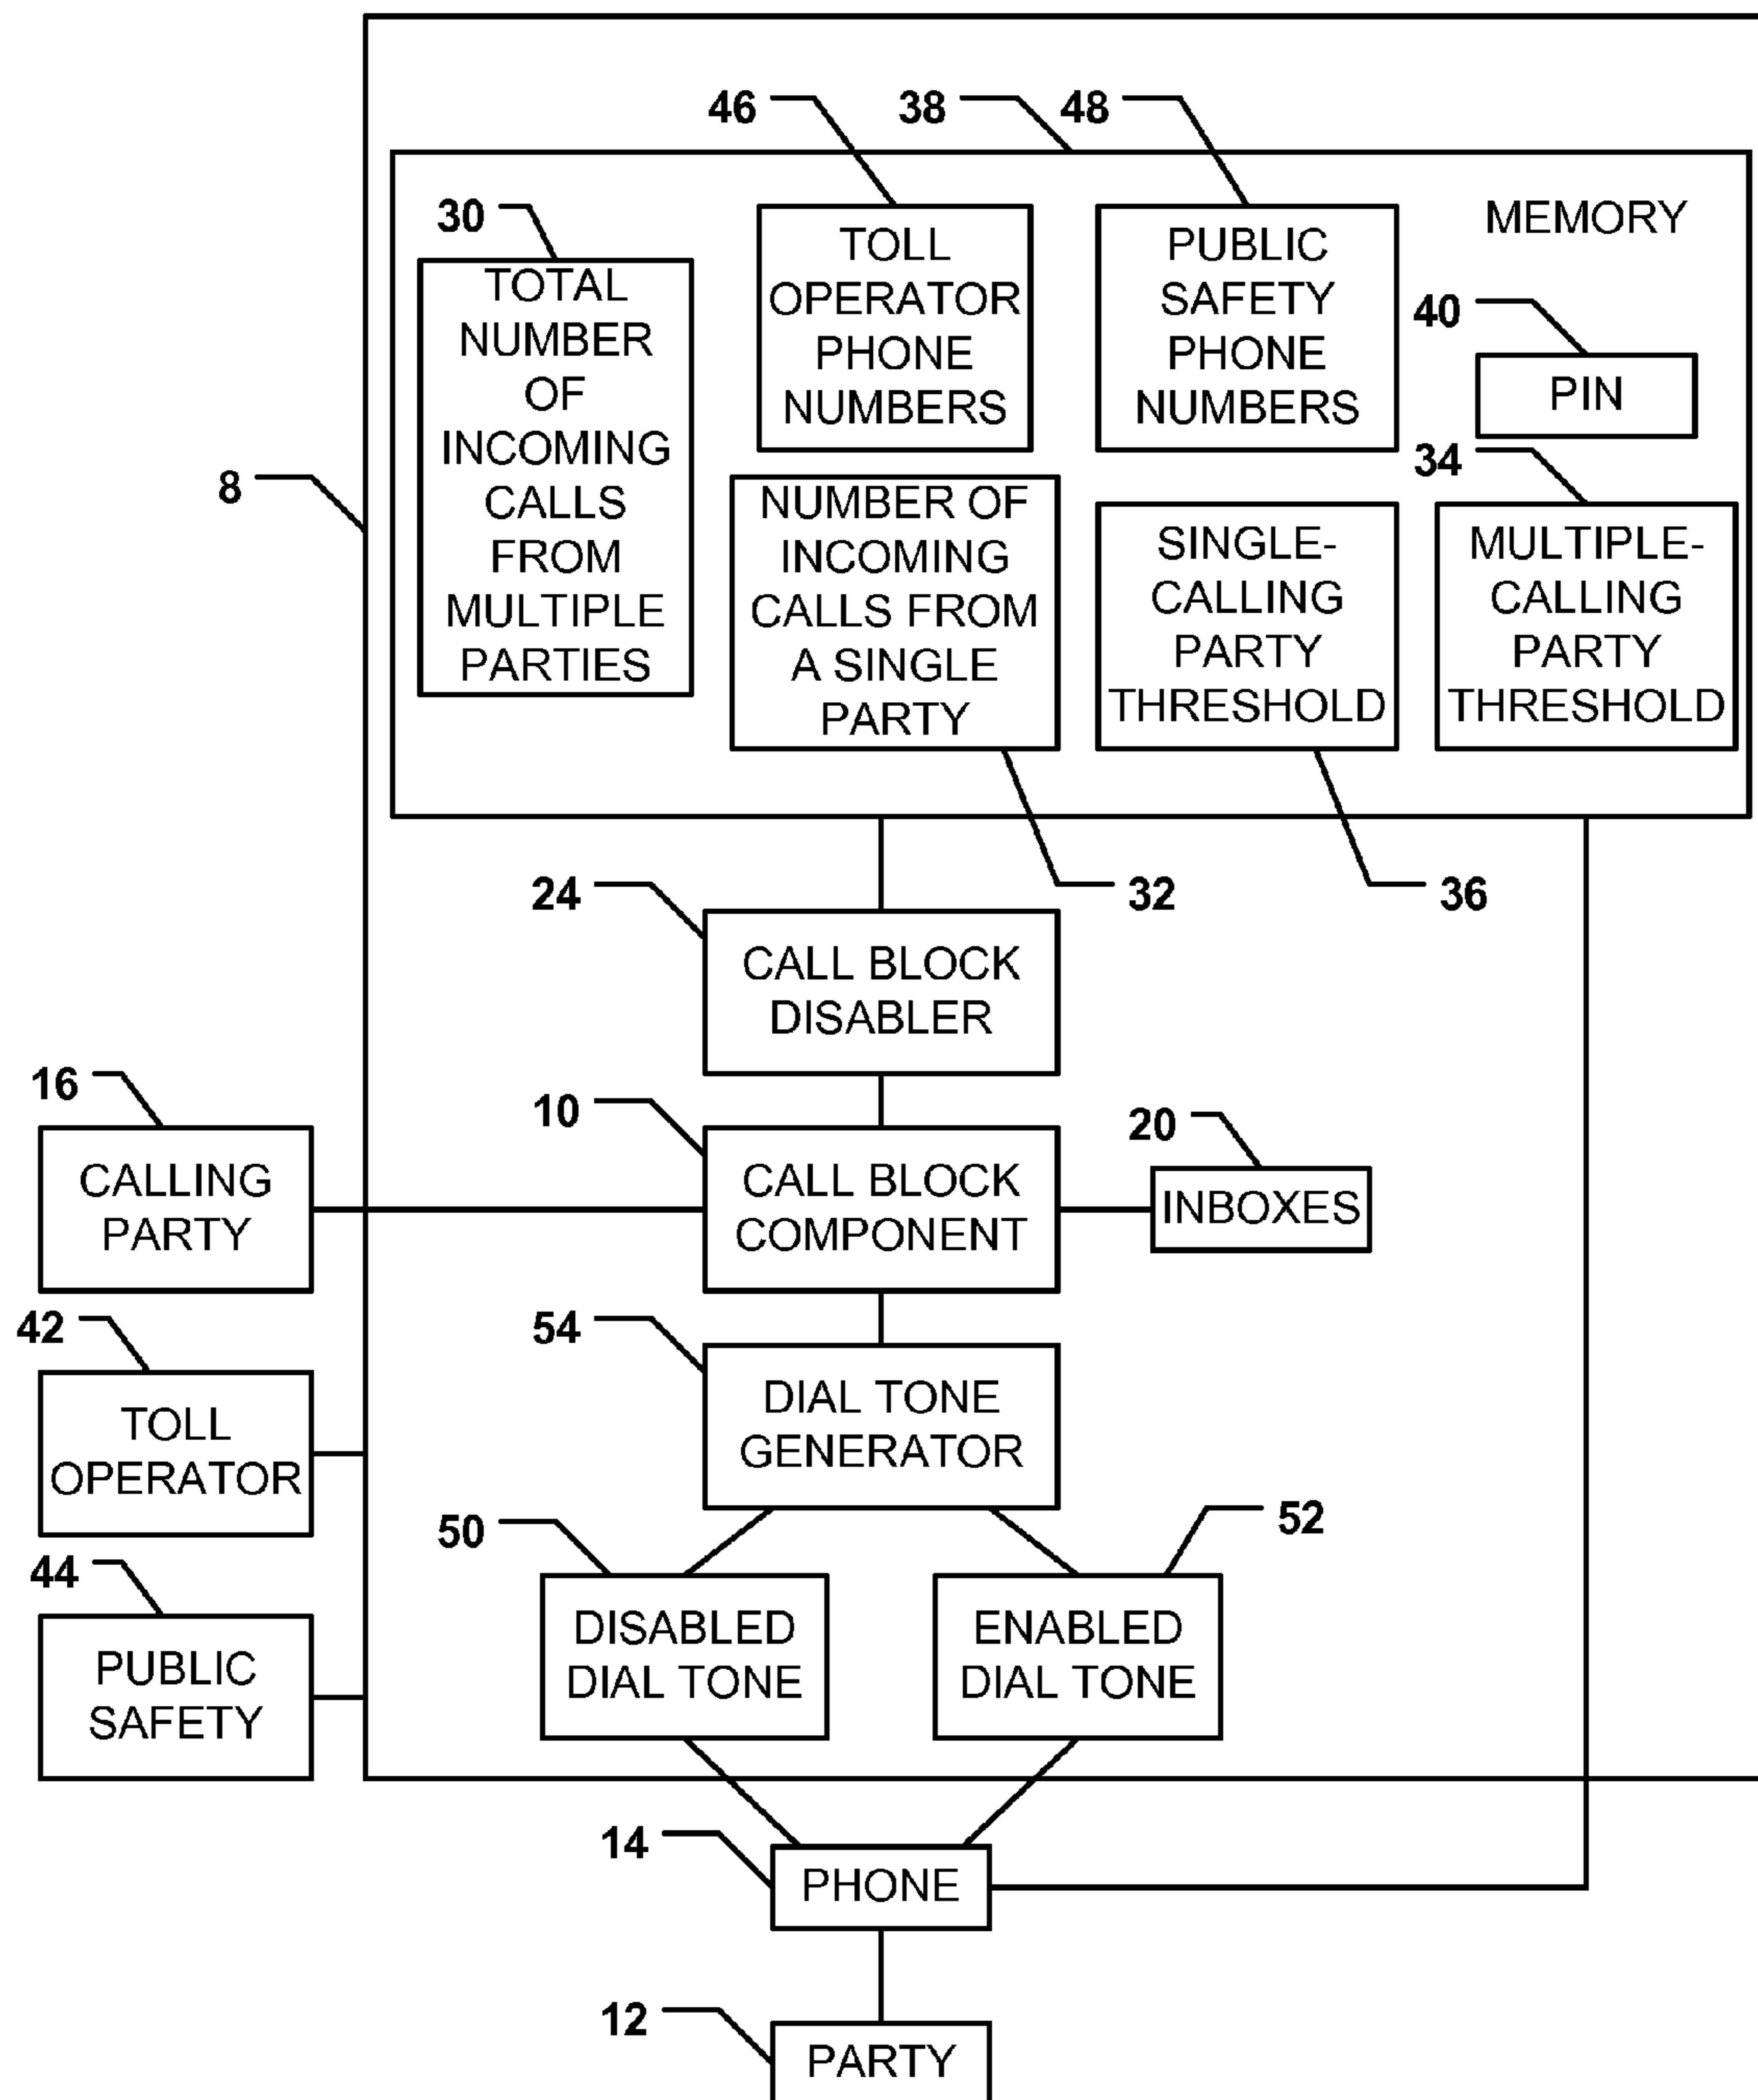 46
38
48
30
MEMORY
TOTAL
NUMBER
OF
INCOMING
CALLS
FROM
MULTIPLE
PARTIES
TOLL
OPERATOR
PHONE
NUMBERS
PUBLIC
SAFETY
PHONE
NUMBERS
40
PIN
8
34
NUMBER OF
INCOMING
CALLS FROM
A SINGLE
PARTY
SINGLE-
CALLING
PARTY
THRESHOLD
MULTIPLE-
CALLING
PARTY
THRESHOLD
24
32
36
CALL BLOCK
DISABLER
16
10
20
CALLING
PARTY
CALL BLOCK
COMPONENT
INBOXES
42
54
TOLL
OPERATOR
DIAL TONE
GENERATOR
50
52
44
PUBLIC
SAFETY
DISABLED
DIAL TONE
ENABLED
DIAL TONE
14
PHONE
12
PARTY